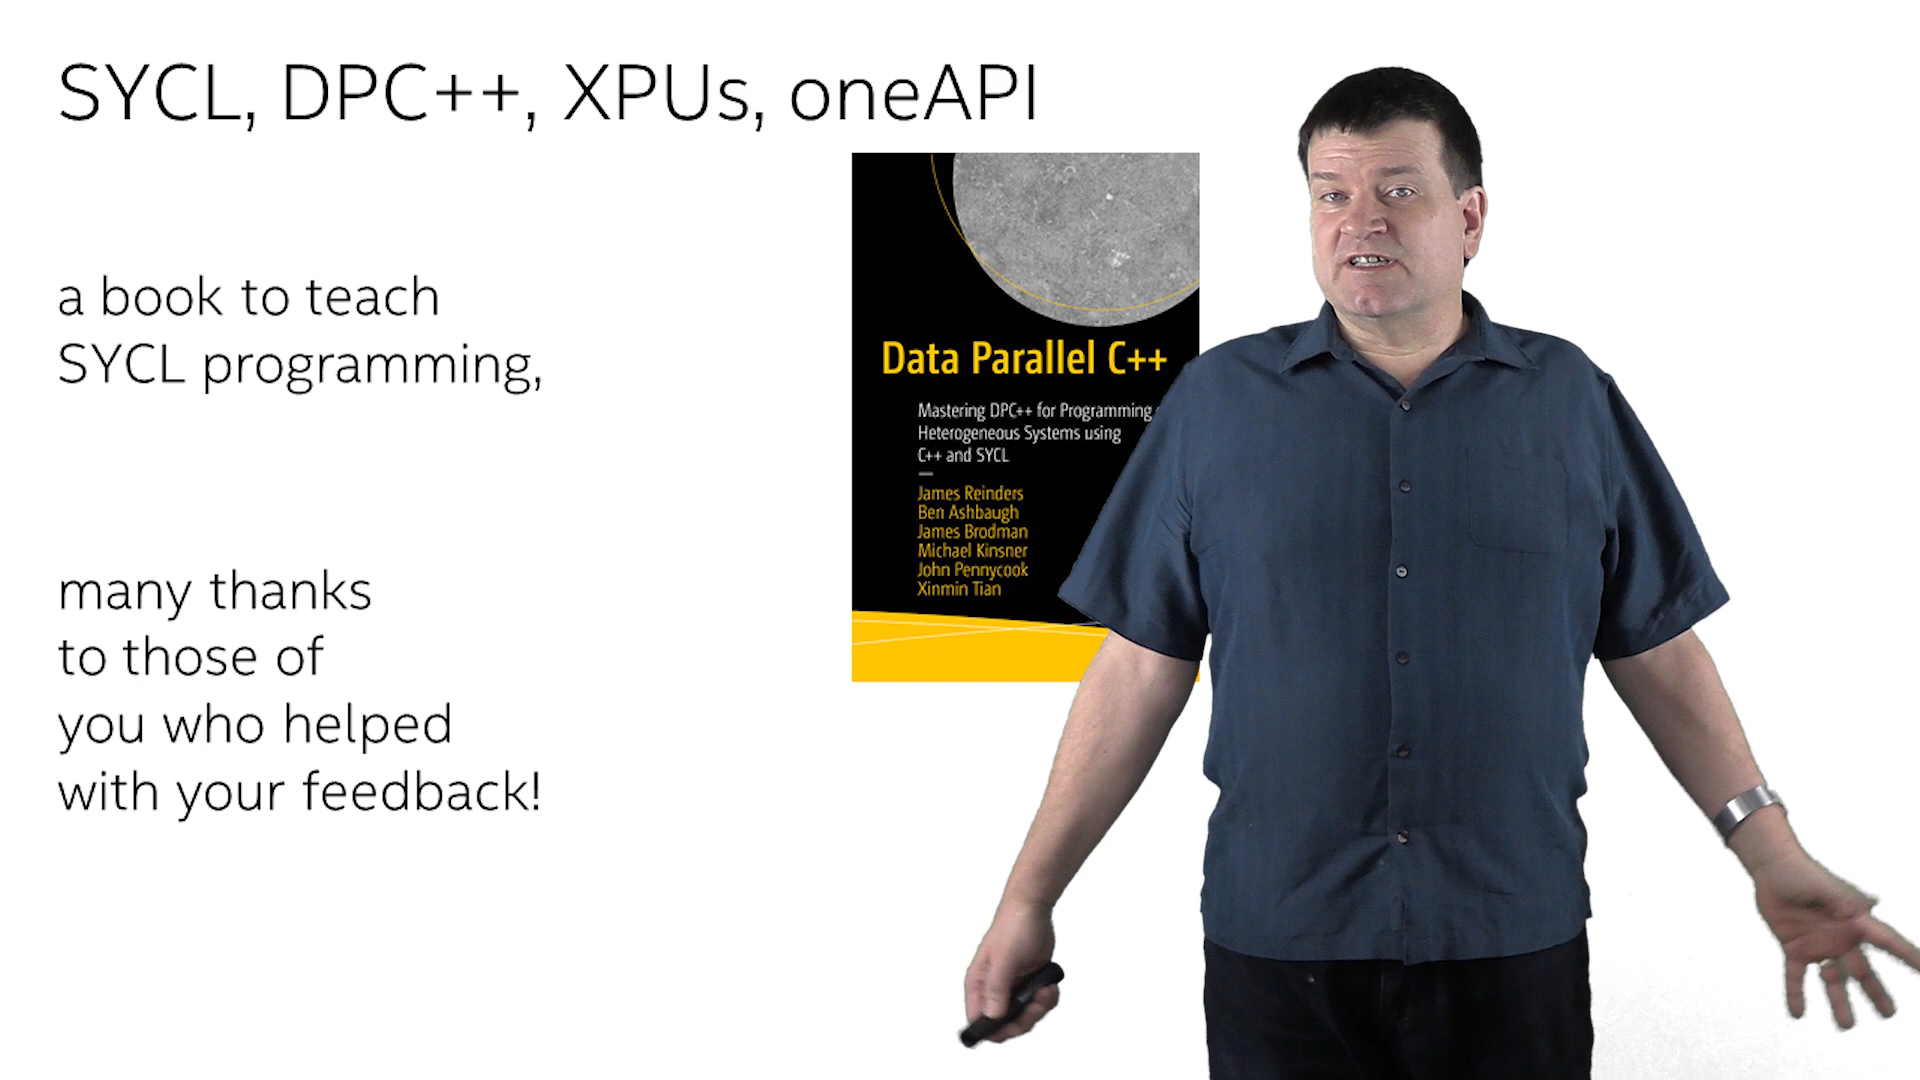 SYCL, DPC++, XPUs, oneAPI
a book to teach
SYCL programming,
many thanks
to those of
you who helped
with your feedback!
Data Parallel C++
Mastering DPC++ for Programming
Heterogeneous Systems using
C++ and SYCL
James Reinders
Ben Ashbaugh
James Brodman
Michael Kinsner
John Pennycook
Xinmin Tian